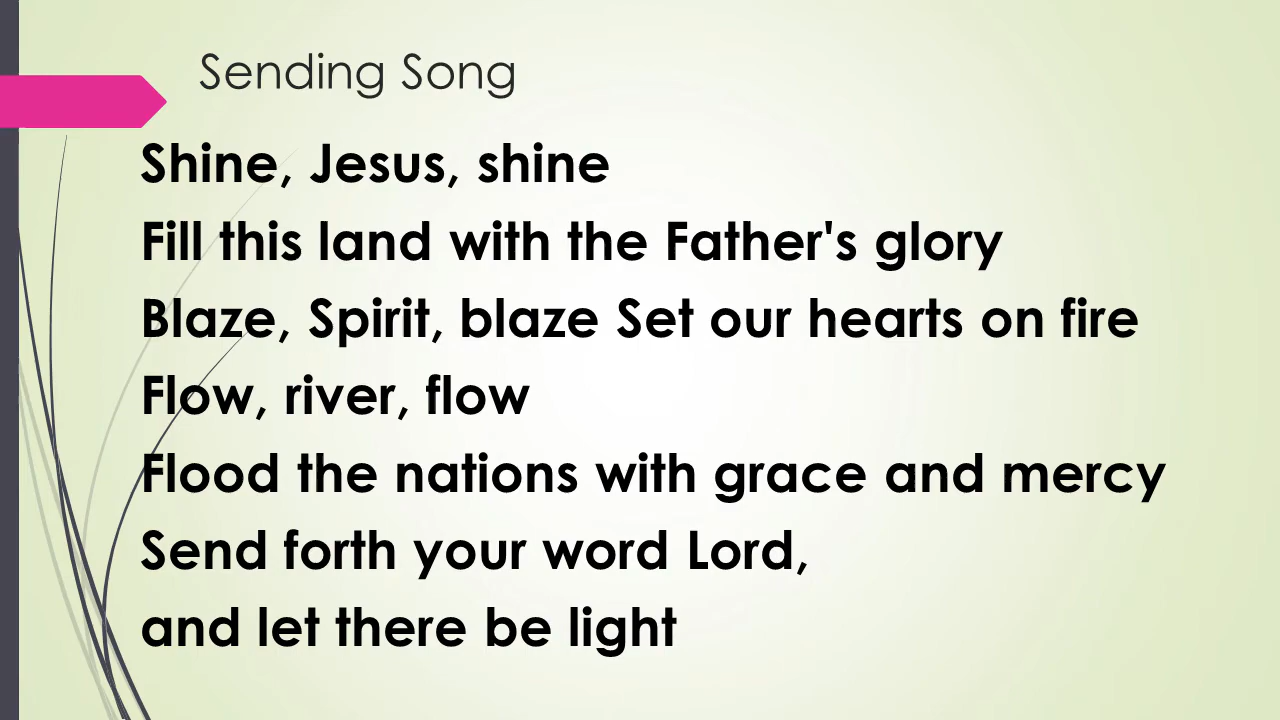 Sending Song
Shine, Jesus, shine
Fill this land with the Father's glory
Blaze, Spirit, blaze Set our hearts on fire
Flow, river, flow
Flood the nations with grace and mercy
Send forth your word Lord,
and let there be light